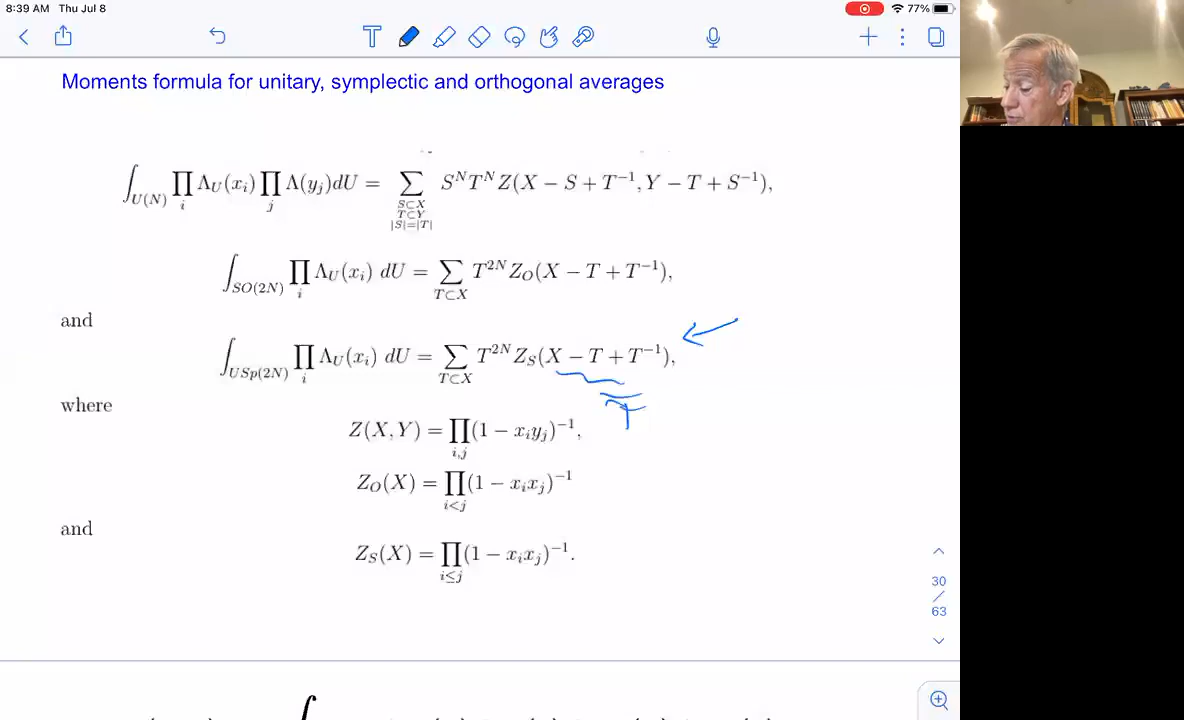 8:39 AM Thu Jul 8 77%
Moments formula for unitary, symplectic and orthogonal averages
∫_{U(N)} ∏_i Λ_U(x_i) ∏_j Λ(y_j)dU = ∑_{S⊂X T⊂Y |S|=|T|} S^N T^N Z(X − S + T^{−1}, Y − T + S^{−1}),
∫_{SO(2N)} ∏_i Λ_U(x_i) dU = ∑_{T⊂X} T^{2N} Z_O(X − T + T^{−1}),
and
∫_{USp(2N)} ∏_i Λ_U(x_i) dU = ∑_{T⊂X} T^{2N} Z_S(X − T + T^{−1}),
where
Z(X, Y) = ∏_{i,j}(1 − x_i y_j)^{−1},
Z_O(X) = ∏_{i<j}(1 − x_i x_j)^{−1}
and
Z_S(X) = ∏_{i≤j}(1 − x_i x_j)^{−1}.
30
/
63